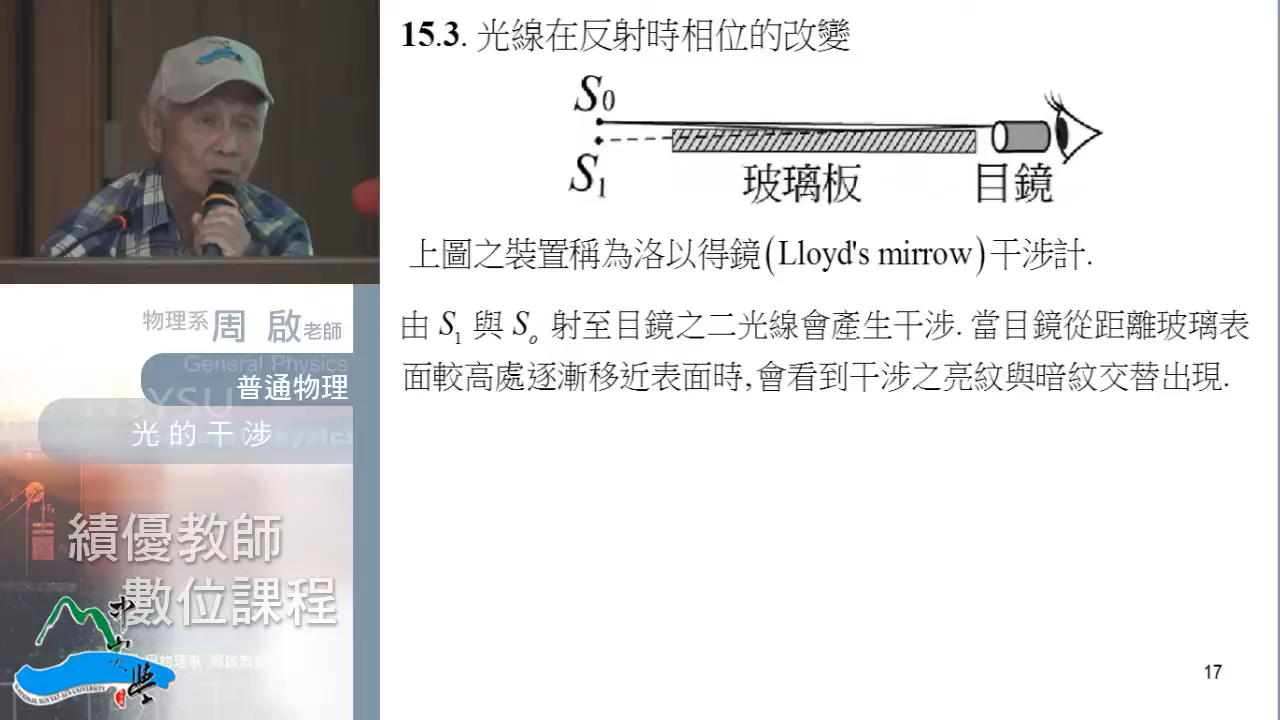 15.3. 光線在反射時相位的改變
S0
S1
玻璃板
目鏡
上圖之裝置稱為洛以得鏡(Lloyd's mirrow)干涉計.
由 S1 與 So 射至目鏡之二光線會產生干涉. 當目鏡從距離玻璃表
面較高處逐漸移近表面時,會看到干涉之亮紋與暗紋交替出現.
17
物理系周 啟老師
General Physics
普通物理
NSYSU
光的干涉
績優教師
數位課程